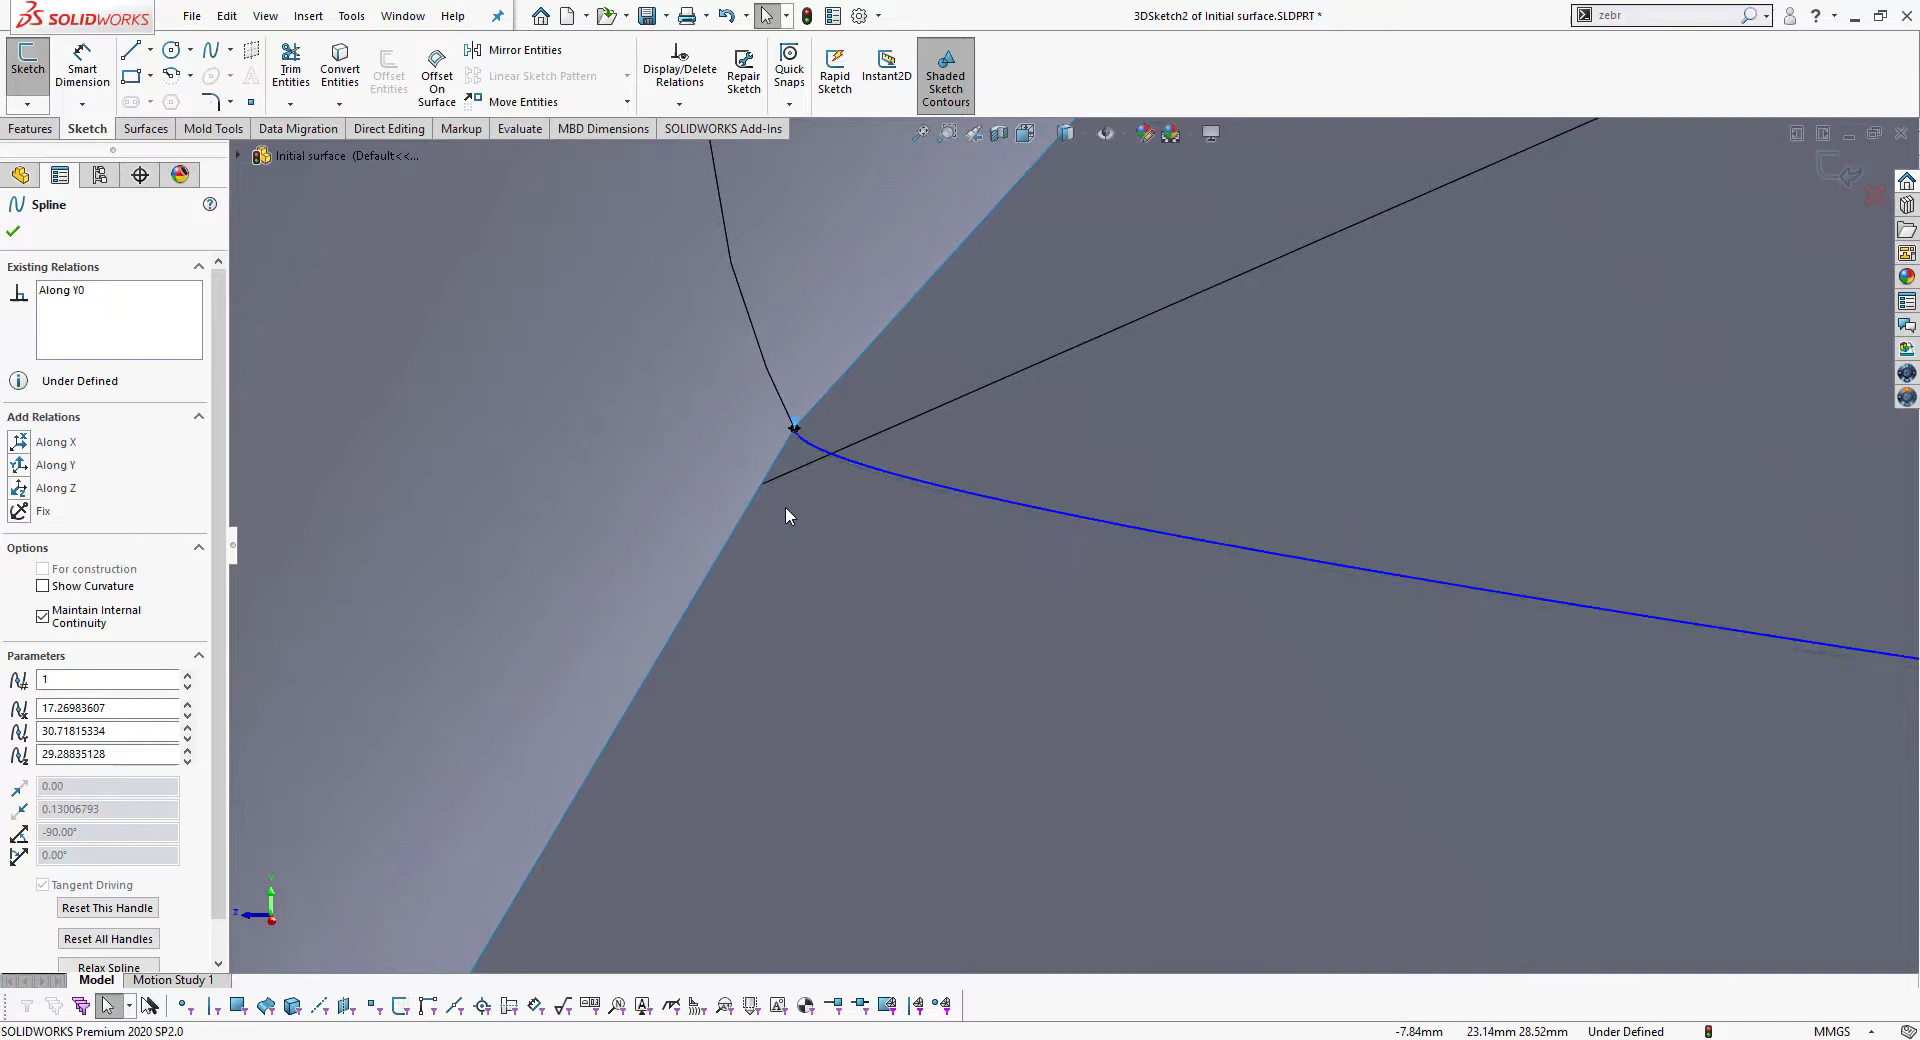 SOLIDWORKS
File Edit View Insert Tools Window Help
3DSketch2 of Initial surface.SLDPRT *
zebr
Sketch
Smart
Dimension
Trim
Entities
Convert
Entities
Offset
Entities
Offset
On
Surface
Mirror Entities
Linear Sketch Pattern
Move Entities
Display/Delete
Relations
Repair
Sketch
Quick
Snaps
Rapid
Sketch
Instant2D
Shaded
Sketch
Contours
Features Sketch Surfaces Mold Tools Data Migration Direct Editing Markup Evaluate MBD Dimensions SOLIDWORKS Add-Ins
Initial surface (Default<<...
Spline
Existing Relations
Along Y0
Under Defined
Add Relations
Along X
Along Y
Along Z
Fix
Options
For construction
Show Curvature
Maintain Internal
Continuity
Parameters
1
17.26983607
30.71815334
29.28835128
0.00
0.13006793
-90.00°
0.00°
Tangent Driving
Reset This Handle
Reset All Handles
Relax Spline
Y
Z
Model Motion Study 1
SOLIDWORKS Premium 2020 SP2.0
-7.84mm 23.14mm 28.52mm Under Defined MMGS